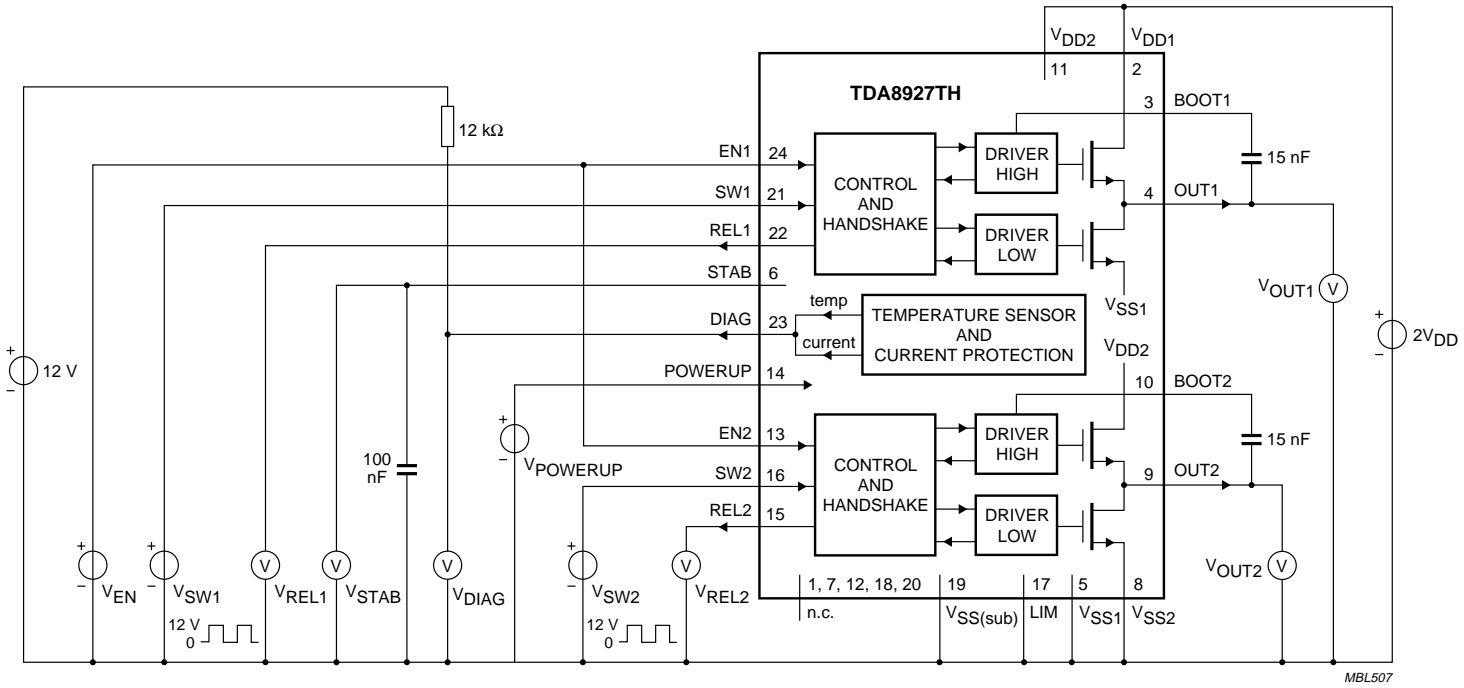 VDD2
VDD1
11
2
TDA8927TH
3
BOOT1
12 kΩ
15 nF
EN1
24
DRIVER
HIGH
CONTROL
AND
HANDSHAKE
SW1
21
4
OUT1
REL1
22
DRIVER
LOW
STAB
6
VSS1
VOUT1
V
temp
TEMPERATURE SENSOR
AND
CURRENT PROTECTION
DIAG
23
current
+
−
2VDD
+
−
12 V
VDD2
POWERUP
14
10
BOOT2
+
−
VPOWERUP
EN2
13
DRIVER
HIGH
15 nF
100
nF
CONTROL
AND
HANDSHAKE
SW2
16
9
OUT2
REL2
15
DRIVER
LOW
+
−
VEN
+
−
VSW1
V
VREL1
V
VSTAB
V
VDIAG
+
−
VSW2
V
VREL2
VOUT2
V
1, 7, 12, 18, 20
19
17
5
8
n.c.
VSS(sub)
LIM
VSS1
VSS2
12 V
0
12 V
0
MBL507